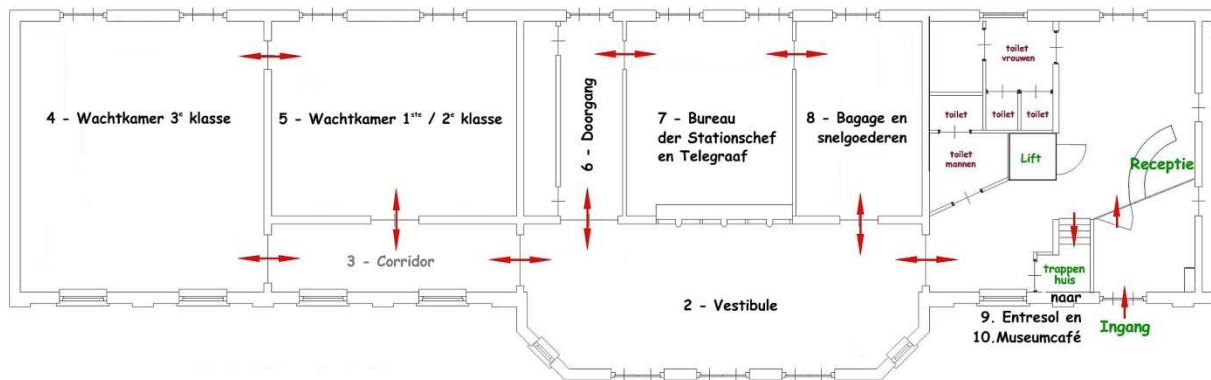 4 - Wachtkamer 3e klasse
5 - Wachtkamer 1ste / 2e klasse
6 - Doorgang
7 - Bureau
der Stationschef
en Telegraaf
8 - Bagage en
snelgoederen
toilet
vrouwen
toilet
toilet
toilet
toilet
mannen
Lift
Receptie
3 - Corridor
2 - Vestibule
trappen
huis
naar
9. Entresol en
10.Museumcafé
Ingang